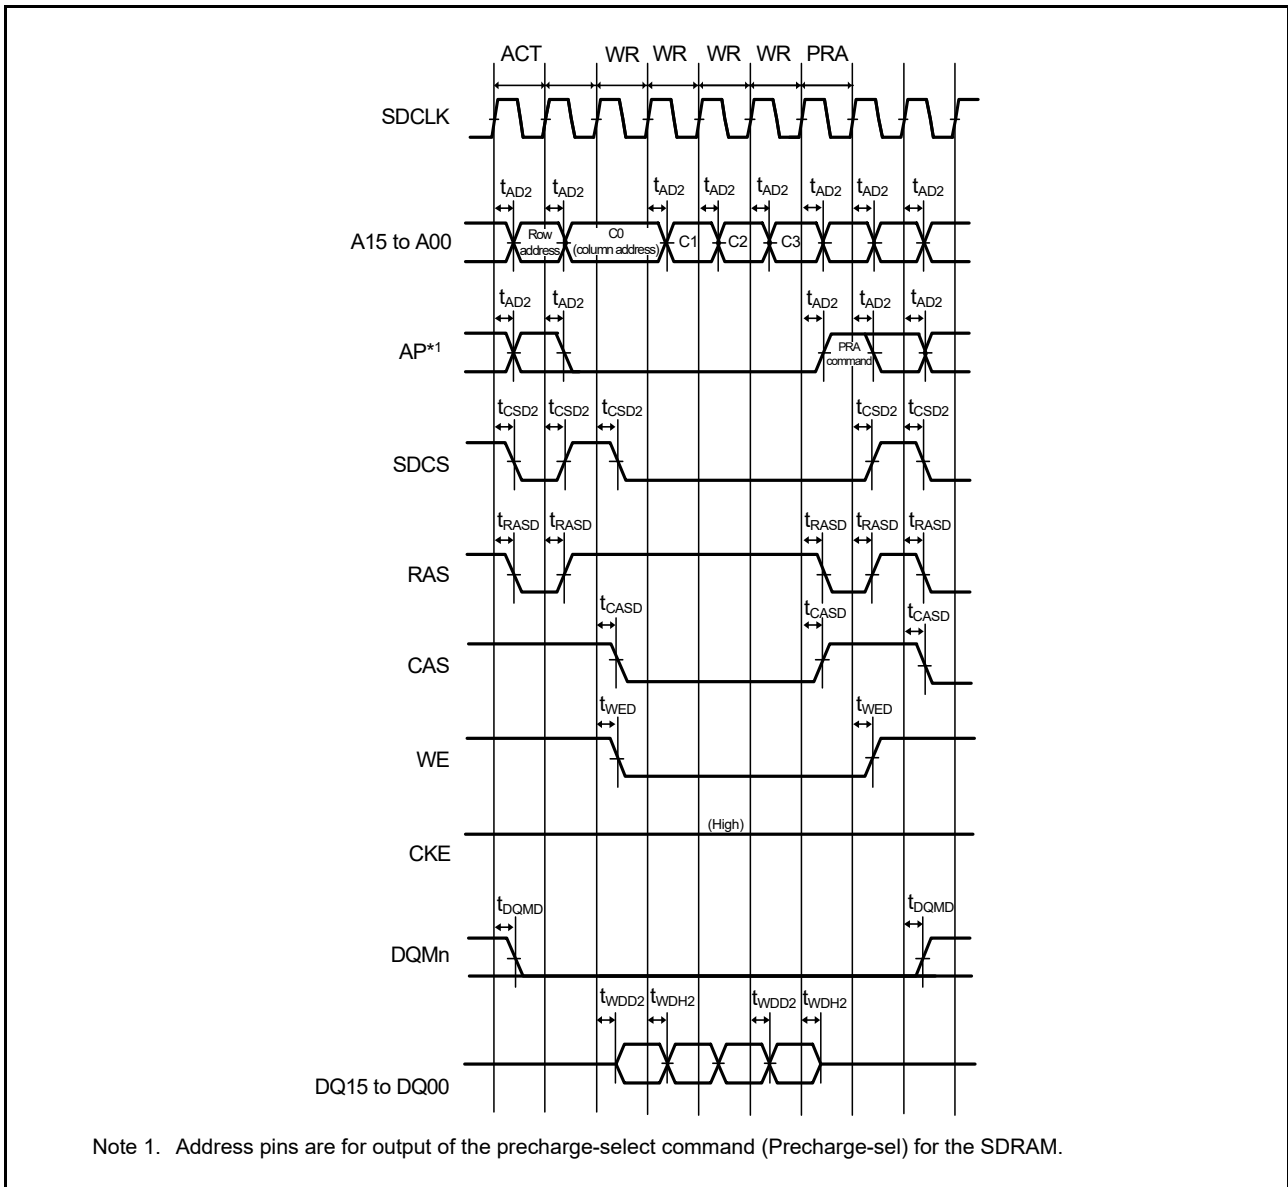 ACT WR WR WR WR PRA
SDCLK
tAD2 tAD2 tAD2 tAD2 tAD2 tAD2 tAD2 tAD2
A15 to A00
Row
address
C0
(column address)
C1 C2 C3
tAD2 tAD2 tAD2 tAD2 tAD2
AP*1
PRA
command
tCSD2 tCSD2 tCSD2 tCSD2 tCSD2
SDCS
tRASD tRASD tRASD tRASD tRASD
RAS
tCASD tCASD tCASD
CAS
tWED tWED
WE
(High)
CKE
tDQMD tDQMD
DQMn
tWDD2 tWDH2 tWDD2 tWDH2
DQ15 to DQ00
Note 1. Address pins are for output of the precharge-select command (Precharge-sel) for the SDRAM.